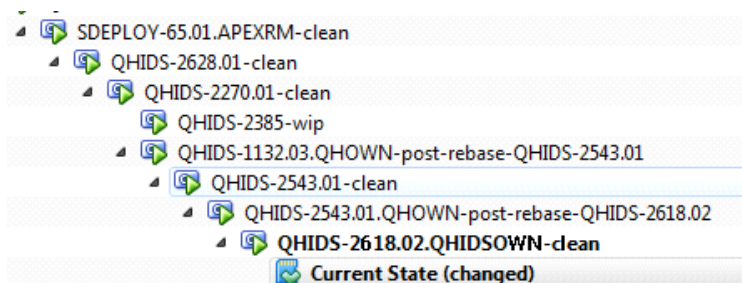 SDEPLOY-65.01.APEXRM-clean
QHIDS-2628.01-clean
QHIDS-2270.01-clean
QHIDS-2385-wip
QHIDS-1132.03.QHOWN-post-rebase-QHIDS-2543.01
QHIDS-2543.01-clean
QHIDS-2543.01.QHOWN-post-rebase-QHIDS-2618.02
QHIDS-2618.02.QHIDSOWN-clean
Current State (changed)